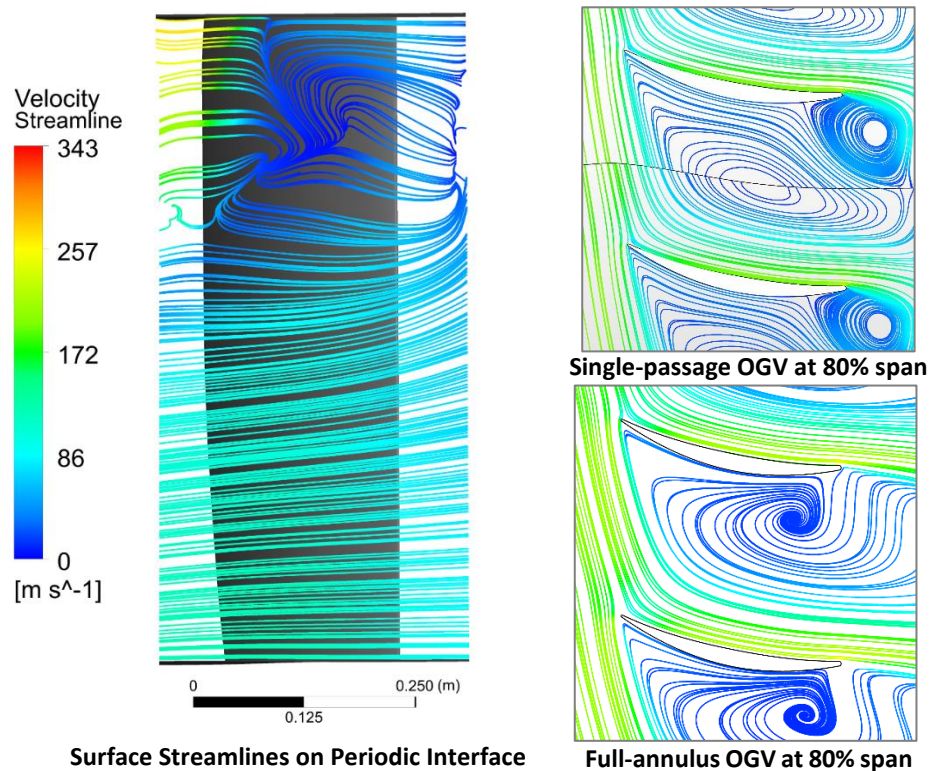 Velocity
Streamline
343
257
172
86
0
[m s^-1]
0
0.250 (m)
0.125
Surface Streamlines on Periodic Interface
Single-passage OGV at 80% span
Full-annulus OGV at 80% span